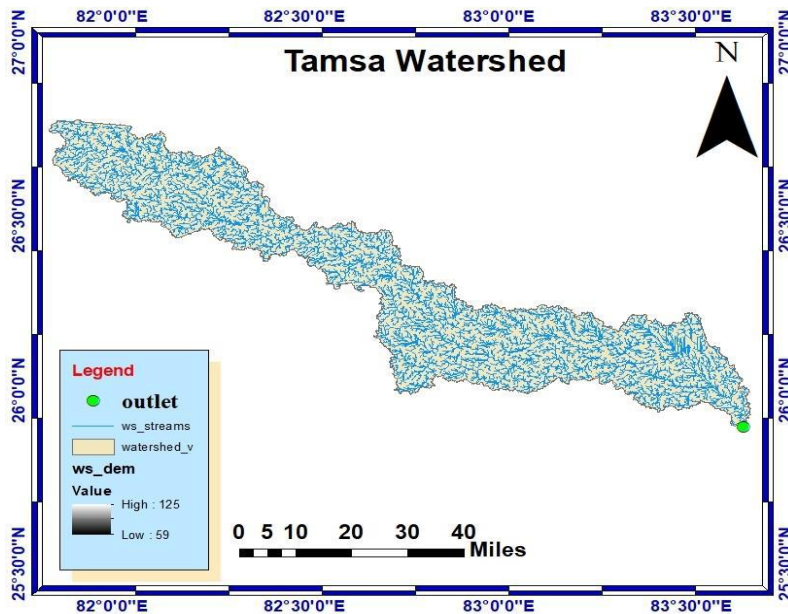 82°0'0"E 82°30'0"E 83°0'0"E 83°30'0"E
27°0'0"N
27°0'0"N
Tamsa Watershed
N
26°30'0"N
26°30'0"N
26°0'0"N
26°0'0"N
25°30'0"N
25°30'0"N
Legend
outlet
ws_streams
watershed_v
ws_dem
Value
High : 125
Low : 59
0 5 10 20 30 40
Miles
82°0'0"E 82°30'0"E 83°0'0"E 83°30'0"E